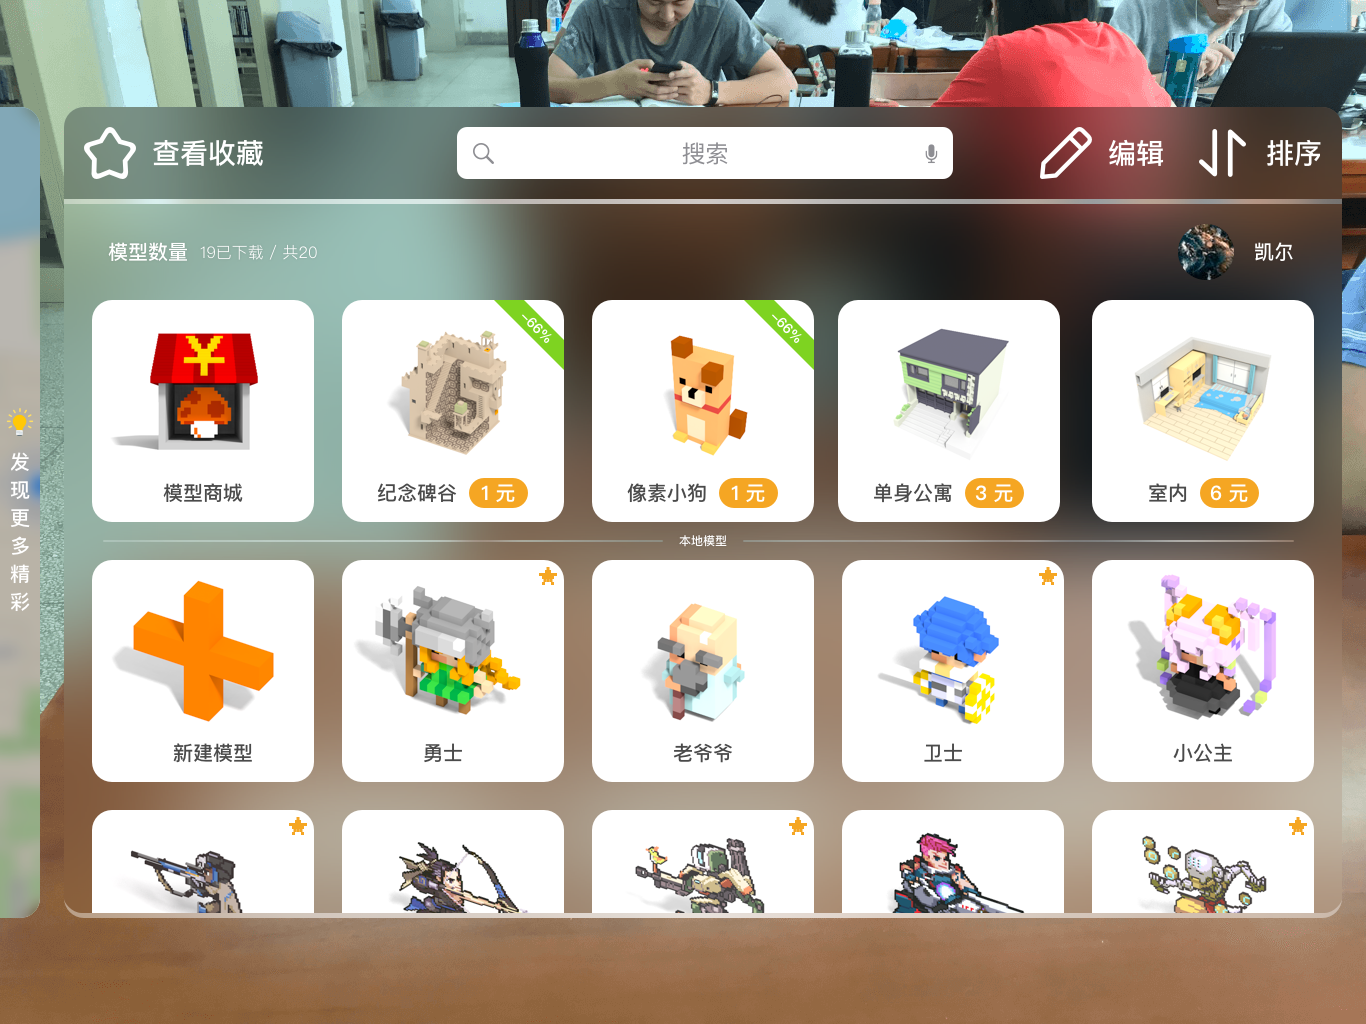 查看收藏
搜索
编辑
排序
模型数量 19已下载 / 共20
凯尔
-66%
-66%
模型商城
纪念碑谷 1 元
像素小狗 1 元
单身公寓 3 元
室内 6 元
发现更多精彩
本地模型
新建模型
勇士
老爷爷
卫士
小公主